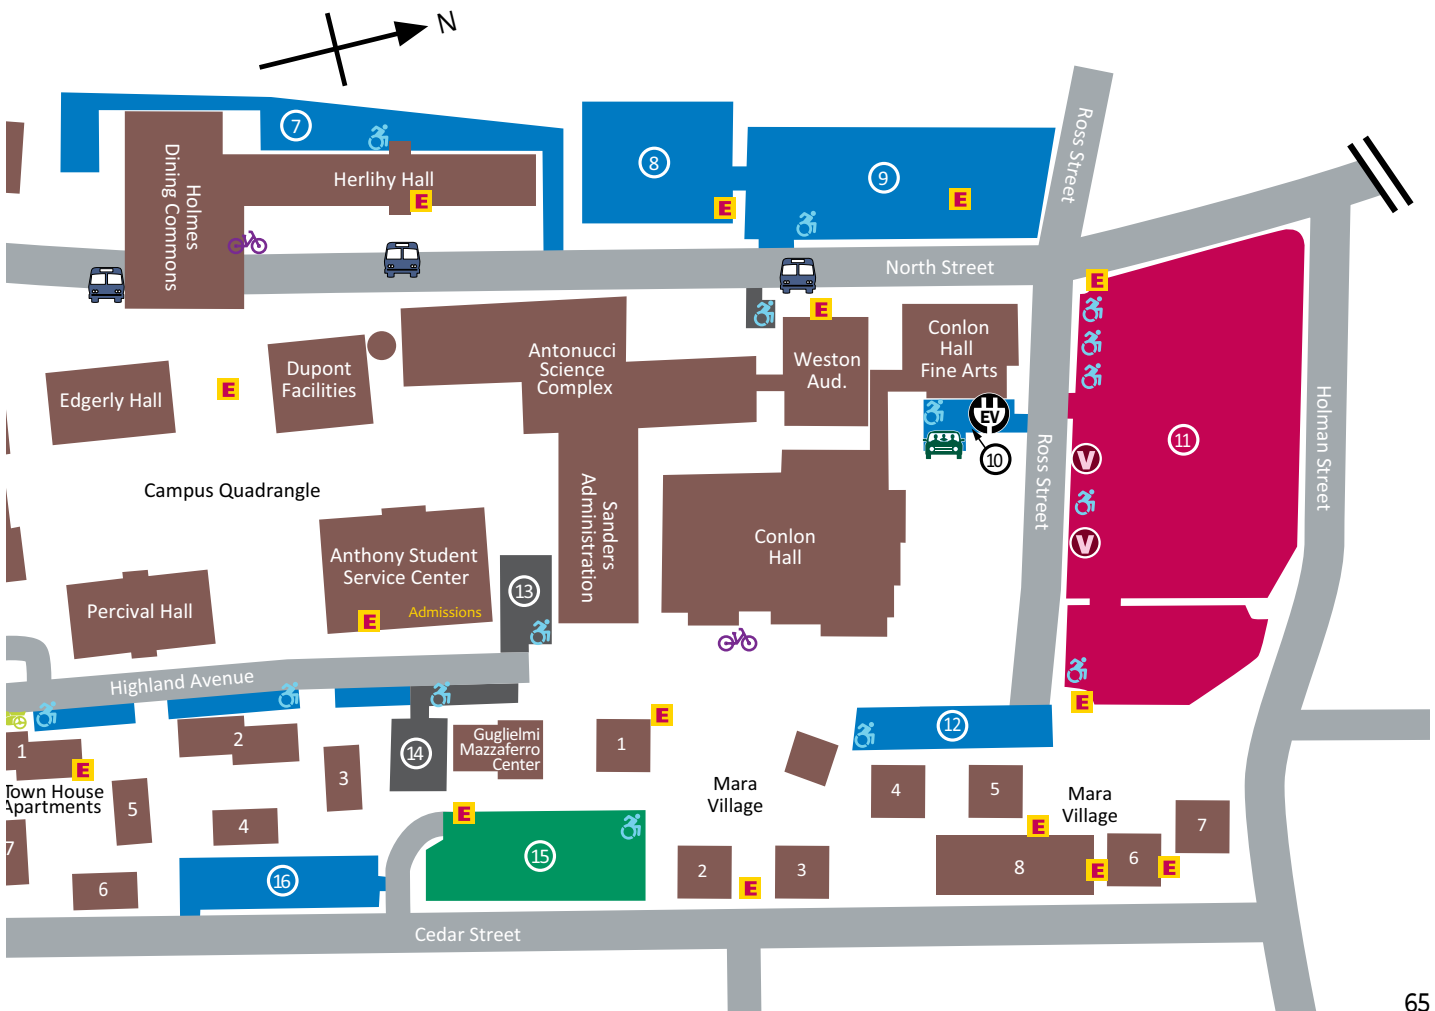 N
7
8
9
Herlihy Hall
E
E
E
Holmes
Dining Commons
Ross Street
North Street
E
E
Conlon
Hall
Fine Arts
Weston
Aud.
Antonucci
Science
Complex
Dupont
Facilities
Edgerly Hall
E
EV
10
11
V
V
Holman Street
Ross Street
Campus Quadrangle
Sanders
Administration
Conlon
Hall
Anthony Student
Service Center
Admissions
E
13
Percival Hall
Highland Avenue
12
E
E
1
2
3
4
5
6
7
E
Town House
Apartments
14
Guglielmi
Mazzaferro
Center
1
Mara
Village
4
5
Mara
Village
E
7
E
15
16
2
E
3
8
E
6
E
Cedar Street
65